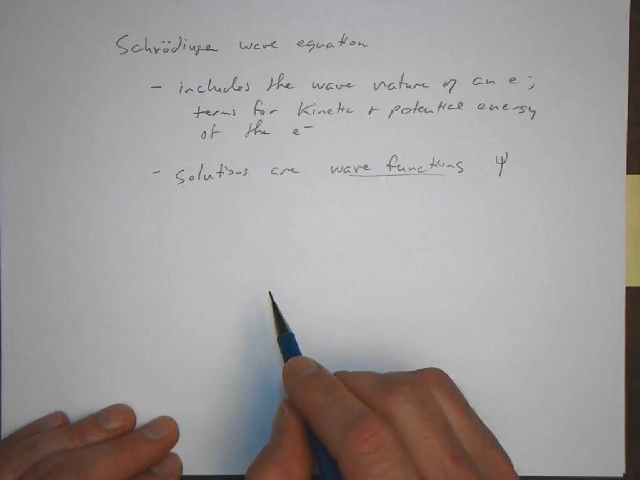 Schrödinger wave equation
- includes the wave nature of an e⁻;
terms for Kinetic + potential energy
of the e⁻
- Solutions are wave functions Ψ